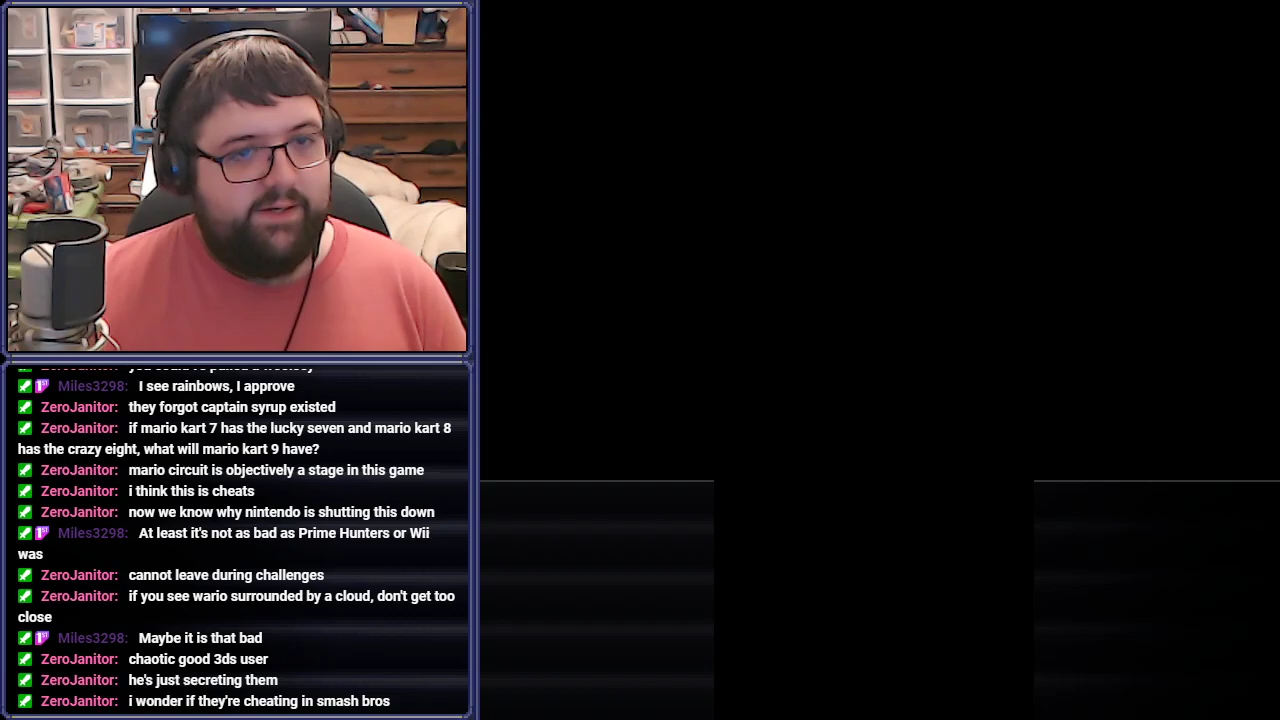 Miles3298: I see rainbows, I approve
ZeroJanitor: they forgot captain syrup existed
ZeroJanitor: if mario kart 7 has the lucky seven and mario kart 8
has the crazy eight, what will mario kart 9 have?
ZeroJanitor: mario circuit is objectively a stage in this game
ZeroJanitor: i think this is cheats
ZeroJanitor: now we know why nintendo is shutting this down
Miles3298: At least it's not as bad as Prime Hunters or Wii
was
ZeroJanitor: cannot leave during challenges
ZeroJanitor: if you see wario surrounded by a cloud, don't get too
close
Miles3298: Maybe it is that bad
ZeroJanitor: chaotic good 3ds user
ZeroJanitor: he's just secreting them
ZeroJanitor: i wonder if they're cheating in smash bros